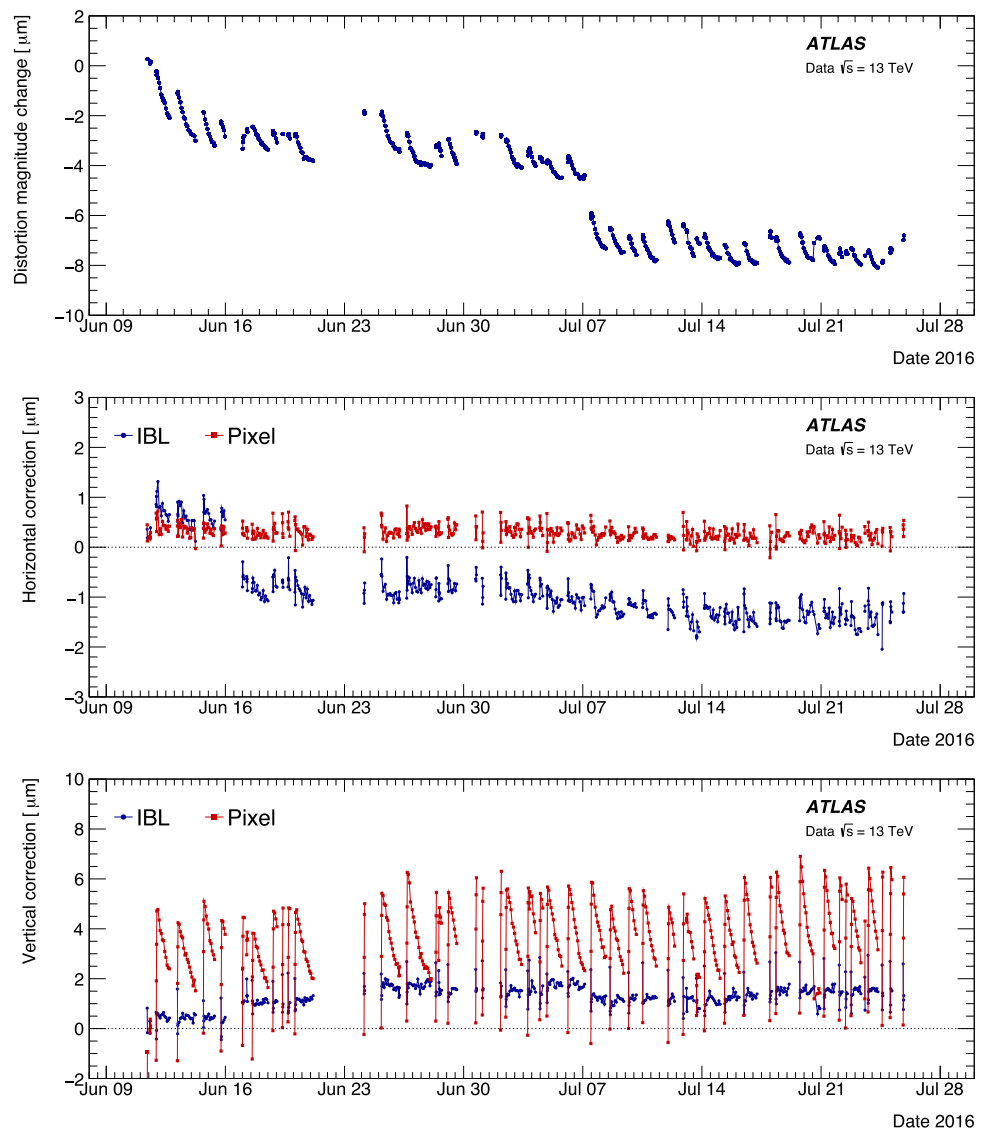 Distortion magnitude change [ μm]
2
0
−2
−4
−6
−8
−10
ATLAS
Data √s = 13 TeV
Jun 09 Jun 16 Jun 23 Jun 30 Jul 07 Jul 14 Jul 21 Jul 28
Date 2016
Horizontal correction [ μm]
3
2
1
0
−1
−2
−3
IBL Pixel
ATLAS
Data √s = 13 TeV
Jun 09 Jun 16 Jun 23 Jun 30 Jul 07 Jul 14 Jul 21 Jul 28
Date 2016
Vertical correction [ μm]
10
8
6
4
2
0
−2
IBL Pixel
ATLAS
Data √s = 13 TeV
Jun 09 Jun 16 Jun 23 Jun 30 Jul 07 Jul 14 Jul 21 Jul 28
Date 2016